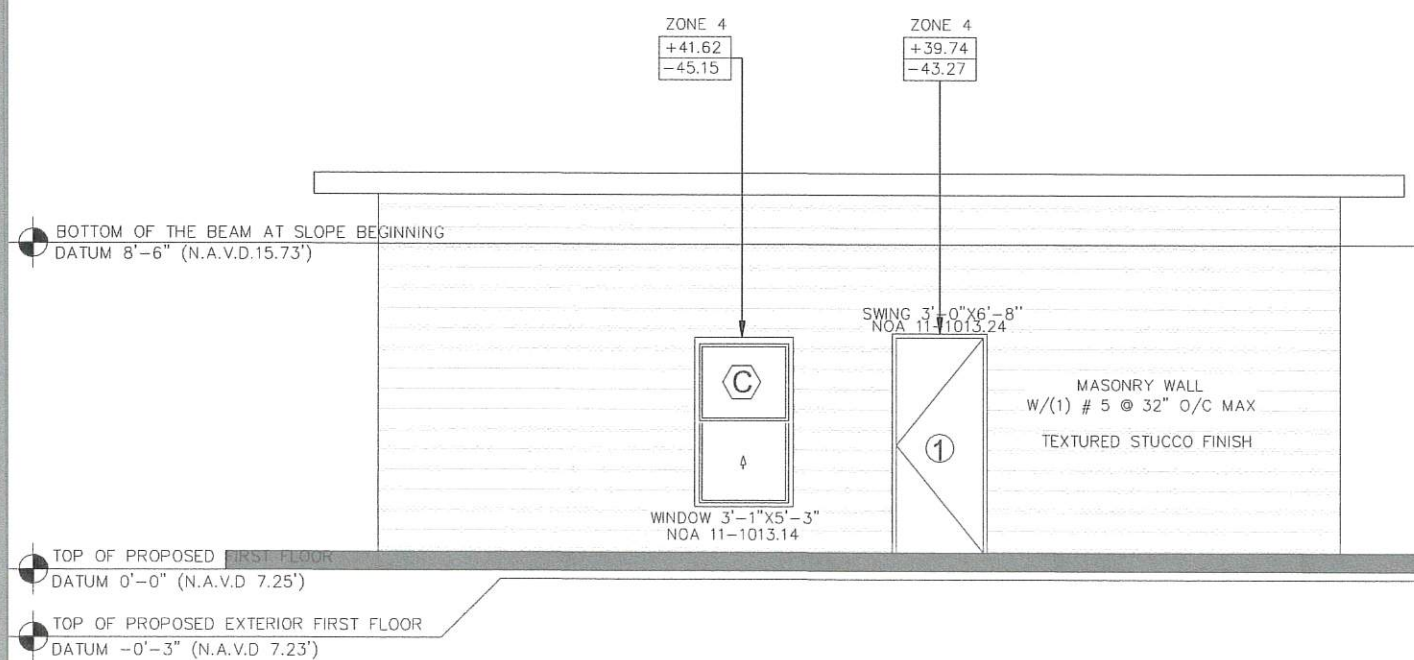 ZONE 4
+41.62
-45.15
ZONE 4
+39.74
-43.27
BOTTOM OF THE BEAM AT SLOPE BEGINNING
DATUM 8'-6" (N.A.V.D.15.73')
SWING 3'-0"X6'-8"
NOA 11-1013.24
C
MASONRY WALL
W/(1) # 5 @ 32" O/C MAX
TEXTURED STUCCO FINISH
1
WINDOW 3'-1"X5'-3"
NOA 11-1013.14
TOP OF PROPOSED FIRST FLOOR
DATUM 0'-0" (N.A.V.D 7.25')
TOP OF PROPOSED EXTERIOR FIRST FLOOR
DATUM -0'-3" (N.A.V.D 7.23')